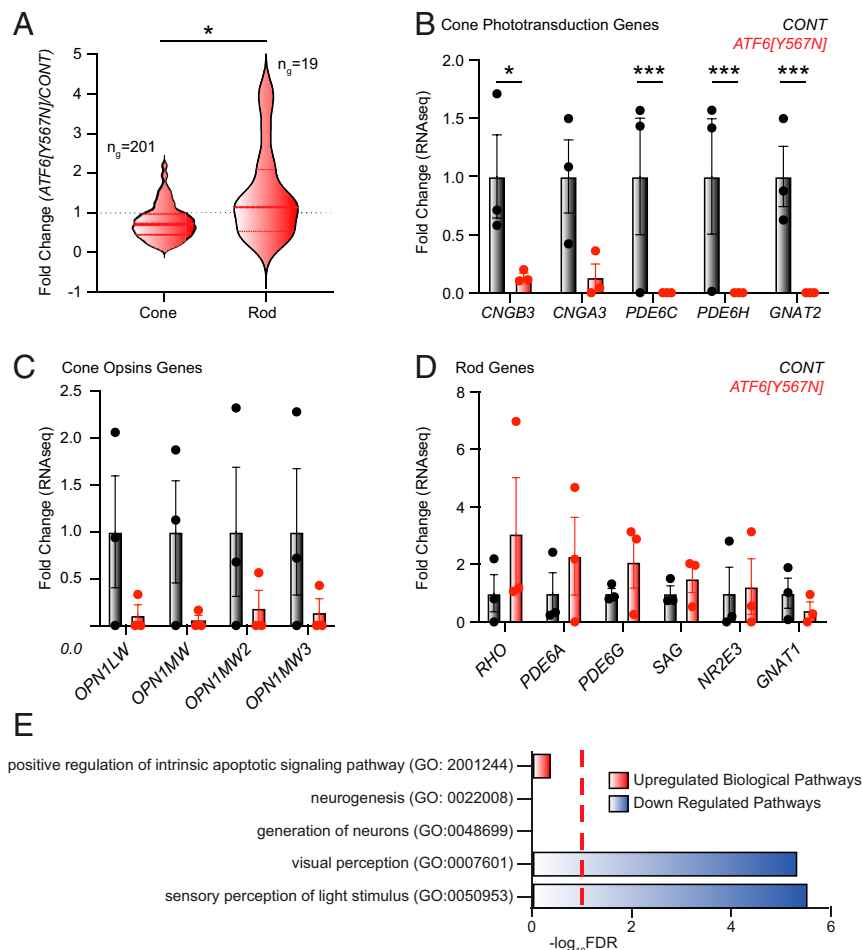 A
*
Fold Change (ATF6[Y567N]/CONT)
5
4
3
2
1
0
-1
ng=201
ng=19
Cone
Rod
B
Cone Phototransduction Genes
CONT
ATF6[Y567N]
Fold Change (RNAseq)
2.0
1.5
1.0
0.5
0.0
*
***
***
***
CNGB3
CNGA3
PDE6C
PDE6H
GNAT2
C
Cone Opsins Genes
Fold Change (RNAseq)
2.5
2.0
1.5
1.0
0.5
0.0
OPN1LW
OPN1MW
OPN1MW2
OPN1MW3
D
Rod Genes
CONT
ATF6[Y567N]
Fold Change (RNAseq)
8
6
4
2
0
RHO
PDE6A
PDE6G
SAG
NR2E3
GNAT1
E
positive regulation of intrinsic apoptotic signaling pathway (GO: 2001244)
neurogenesis (GO: 0022008)
generation of neurons (GO:0048699)
visual perception (GO:0007601)
sensory perception of light stimulus (GO:0050953)
Upregulated Biological Pathways
Down Regulated Pathways
0
2
4
6
-log10FDR